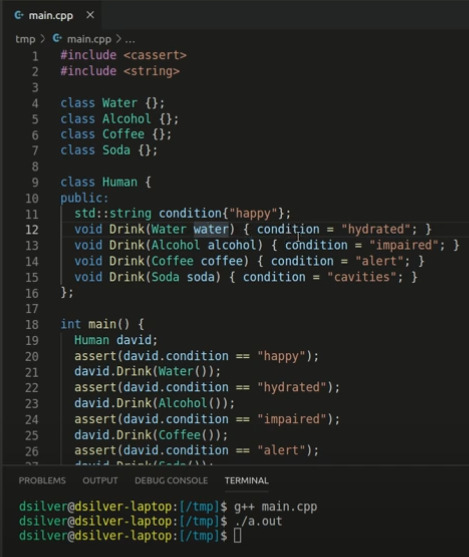 main.cpp ×
tmp > main.cpp > ...
1 #include <cassert>
2 #include <string>
3
4 class Water {};
5 class Alcohol {};
6 class Coffee {};
7 class Soda {};
8
9 class Human {
10 public:
11 std::string condition{"happy"};
12 void Drink(Water water) { condition = "hydrated"; }
13 void Drink(Alcohol alcohol) { condition = "impaired"; }
14 void Drink(Coffee coffee) { condition = "alert"; }
15 void Drink(Soda soda) { condition = "cavities"; }
16 };
17
18 int main() {
19 Human david;
20 assert(david.condition == "happy");
21 david.Drink(Water());
22 assert(david.condition == "hydrated");
23 david.Drink(Alcohol());
24 assert(david.condition == "impaired");
25 david.Drink(Coffee());
26 assert(david.condition == "alert");
27 david.Drink(Soda());
PROBLEMS OUTPUT DEBUG CONSOLE TERMINAL
dsilver@dsilver-laptop:[/tmp]$ g++ main.cpp
dsilver@dsilver-laptop:[/tmp]$ ./a.out
dsilver@dsilver-laptop:[/tmp]$